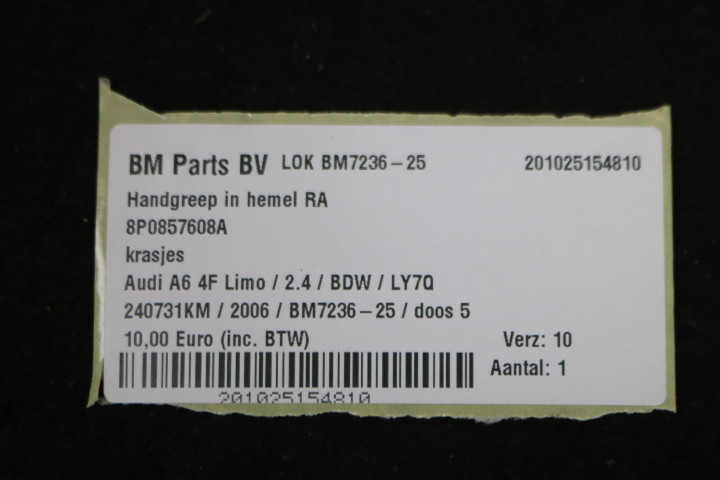 BM Parts BV LOK BM7236-25 201025154810
Handgreep in hemel RA
8P0857608A
krasjes
Audi A6 4F Limo / 2.4 / BDW / LY7Q
240731KM / 2006 / BM7236-25 / doos 5
10,00 Euro (inc. BTW) Verz: 10
Aantal: 1
201025154810